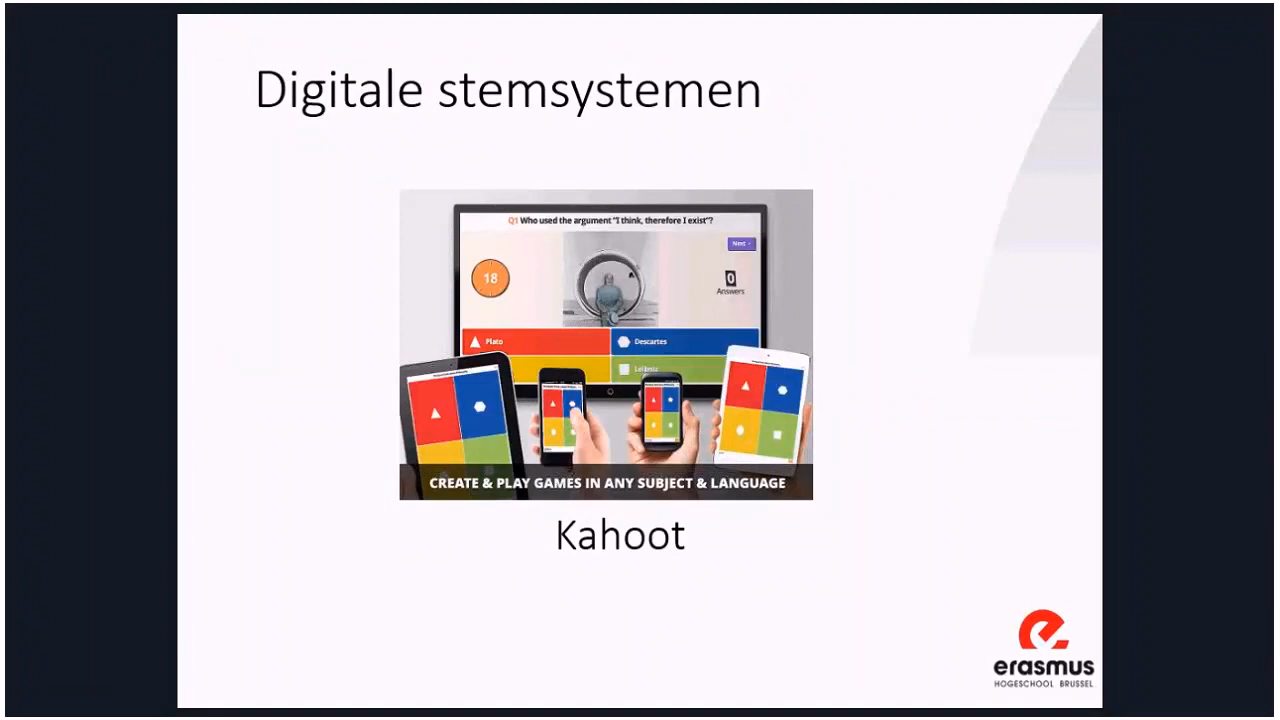 Digitale stemsystemen
Q1 Who used the argument "I think, therefore I exist"?
Next
18
0
Answers
Plato
Descartes
Leibniz
CREATE & PLAY GAMES IN ANY SUBJECT & LANGUAGE
Kahoot
erasmus
HOGESCHOOL BRUSSEL